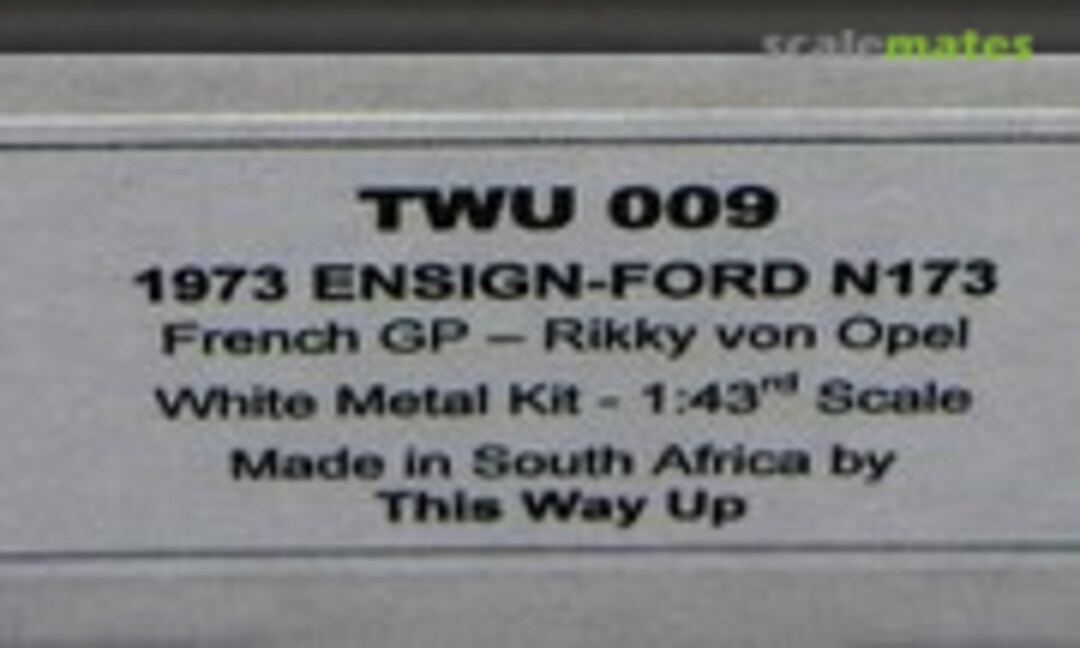 scalemates
TWU 009
1973 ENSIGN-FORD N173
French GP – Rikky von Opel
White Metal Kit - 1:43rd Scale
Made in South Africa by
This Way Up